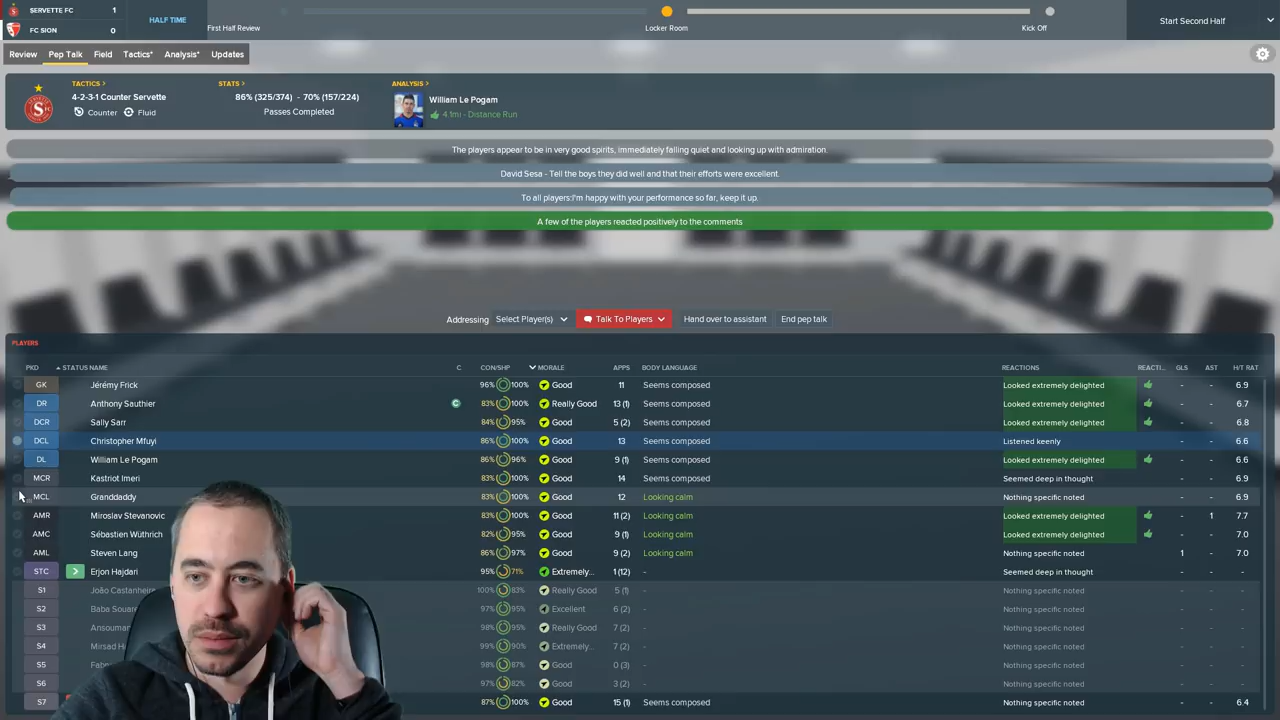 SERVETTE FC 1
FC SION 0
HALF TIME
First Half Review
Locker Room
Kick Off
Start Second Half
Review Pep Talk Field Tactics* Analysis* Updates
TACTICS >
4-2-3-1 Counter Servette
Counter Fluid
STATS >
86% (325/374) - 70% (157/224)
Passes Completed
ANALYSIS >
William Le Pogam
4.1mi - Distance Run
The players appear to be in very good spirits, immediately falling quiet and looking up with admiration.
David Sesa - Tell the boys they did well and that their efforts were excellent.
To all players:I'm happy with your performance so far, keep it up.
A few of the players reacted positively to the comments
Addressing Select Player(s) Talk To Players Hand over to assistant End pep talk
PLAYERS
PKD STATUS NAME C CON/SHP MORALE APPS BODY LANGUAGE REACTIONS REACTI... GLS AST H/T RAT
GK Jérémy Frick 96% 100% Good 11 Seems composed Looked extremely delighted - - 6.9
DR Anthony Sauthier C 83% 100% Really Good 13 (1) Seems composed Looked extremely delighted - - 6.7
DCR Sally Sarr 84% 95% Good 5 (2) Seems composed Looked extremely delighted - - 6.8
DCL Christopher Mfuyi 86% 100% Good 13 Seems composed Listened keenly - - 6.6
DL William Le Pogam 86% 96% Good 9 (1) Seems composed Looked extremely delighted - - 6.6
MCR Kastriot Imeri 83% 100% Good 14 Seems composed Seemed deep in thought - - 6.9
MCL Granddaddy 83% 100% Good 12 Looking calm Nothing specific noted - - 6.9
AMR Miroslav Stevanovic 83% 100% Good 11 (2) Looking calm Looked extremely delighted - 1 7.7
AMC Sébastien Wüthrich 82% 95% Good 9 (1) Looking calm Looked extremely delighted - - 7.0
AML Steven Lang 86% 97% Good 9 (2) Looking calm Nothing specific noted 1 - 7.0
STC Erjon Hajdari 95% 71% Extremely... 1 (12) - Seemed deep in thought - -
S1 João Castanheir 100% 83% Really Good 5 (1) - Nothing specific noted - -
S2 Baba Souar 97% 95% Excellent 6 (2) - Nothing specific noted - -
S3 Ansouman 98% 95% Really Good 7 (2) - Nothing specific noted - -
S4 Mirsad H 99% 90% Extremely... 7 (2) - Nothing specific noted - -
S5 Fab 98% 87% Good 0 (3) - Nothing specific noted - -
S6 97% 82% Good 3 (2) - Nothing specific noted - -
S7 87% 100% Good 15 (1) Seems composed Nothing specific noted - - 6.4